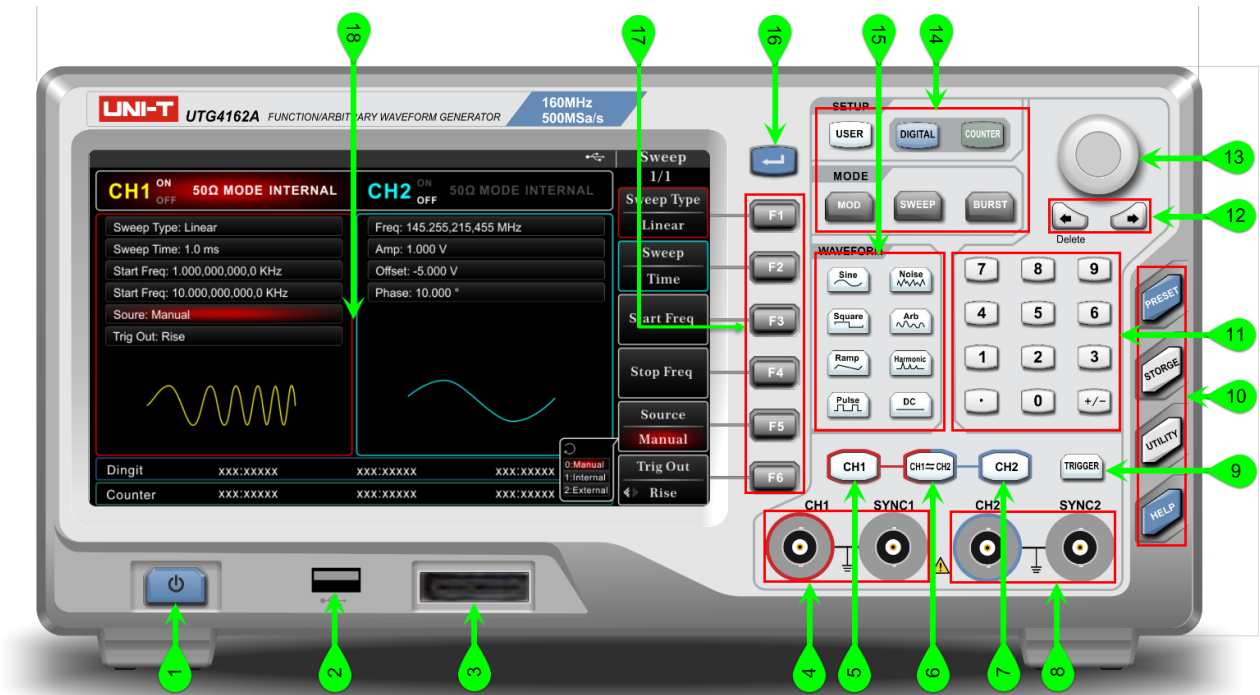 18
17
16
15
14
UNI-T UTG4162A FUNCTION/ARBITRARY WAVEFORM GENERATOR
160MHz
500MSa/s
Sweep
1/1
CH1 ON OFF 50Ω MODE INTERNAL
CH2 ON OFF 50Ω MODE INTERNAL
Sweep Type: Linear
Sweep Time: 1.0 ms
Start Freq: 1.000,000,000,0 KHz
Start Freq: 10.000,000,000,0 KHz
Soure: Manual
Trig Out: Rise
Freq: 145.255,215,455 MHz
Amp: 1.000 V
Offset: -5.000 V
Phase: 10.000 °
Sweep Type
Linear
Sweep
Time
Start Freq
Stop Freq
Source
Manual
Trig Out
Rise
0:Manual
1:Internal
2:External
Dingit xxx:xxxxx xxx:xxxxx xxx:xxxxx
Counter xxx:xxxxx xxx:xxxxx xxx:xxxxx
F1
F2
F3
F4
F5
F6
SETUP
USER DIGITAL COUNTER
MODE
MOD SWEEP BURST
WAVEFORM
Sine Noise
Square Arb
Ramp Harmonic
Pulse DC
13
12
Delete
7 8 9
4 5 6
1 2 3
. 0 +/-
11
PRESET
STORGE
UTILITY
HELP
10
CH1 CH1⇆CH2 CH2 TRIGGER
9
CH1 SYNC1 CH2 SYNC2
1
2
3
4
5
6
7
8